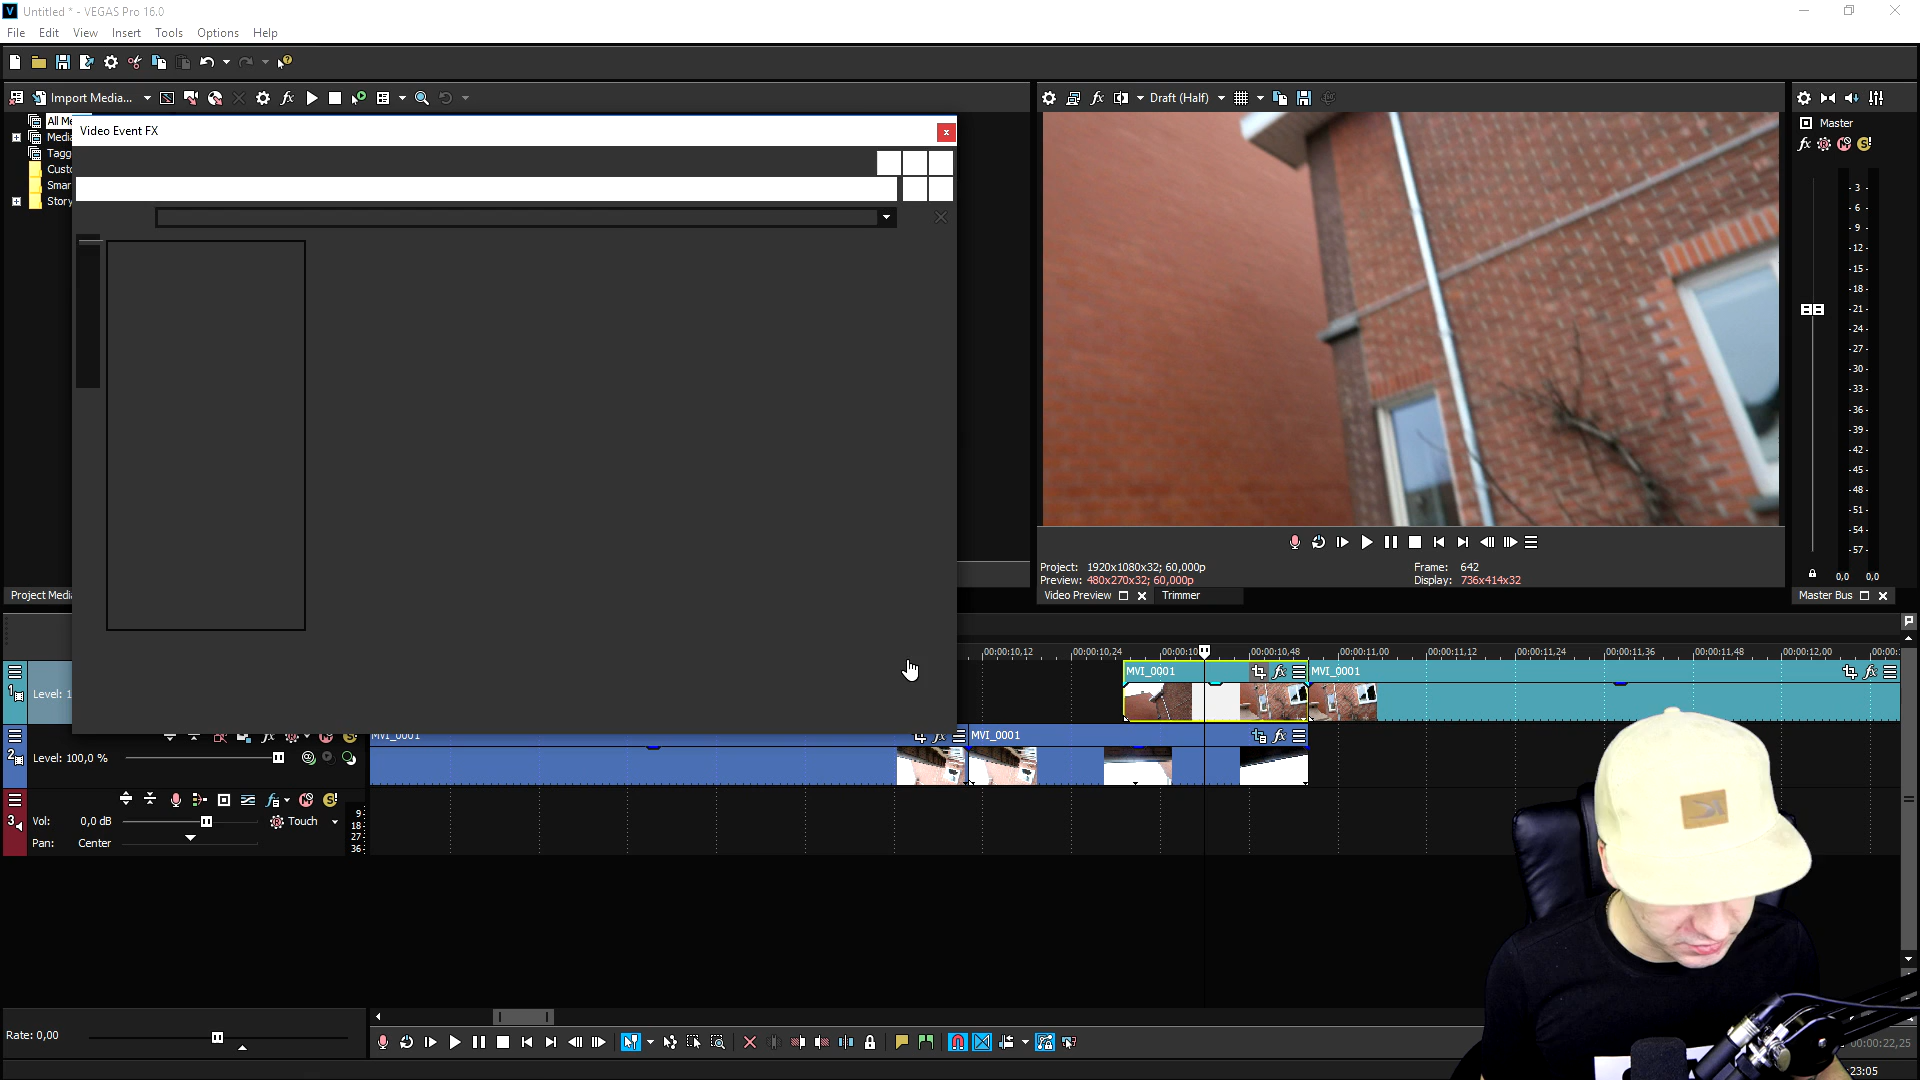 Untitled * - VEGAS Pro 16.0
File Edit View Insert Tools Options Help
Import Media...
Draft (Half)
All Me
Media
Tagg
Custo
Smar
Story
Video Event FX
Master
-3-
-6-
-9-
-12-
-15-
-18-
-21-
-24-
-27-
-30-
-33-
-36-
-39-
-42-
-45-
-48-
-51-
-54-
-57-
0,0 0,0
Project: 1920x1080x32; 60,000p
Preview: 480x270x32; 60,000p
Frame: 642
Display: 736x414x32
Project Media
Video Preview
Trimmer
Master Bus
00:00:10,12
00:00:10,24
00:00:10
00:00:10,48
00:00:11,00
00:00:11,12
00:00:11,24
00:00:11,36
00:00:11,48
00:00:12,00
00:00:
1
Level: 1
MVI_0001
MVI_0001
2
Level: 100,0 %
MVI_0001
MVI_0001
3
Vol: 0,0 dB
Touch
Pan: Center
9-
18-
27-
36-
Rate: 0,00
00:00:22,25
23:05